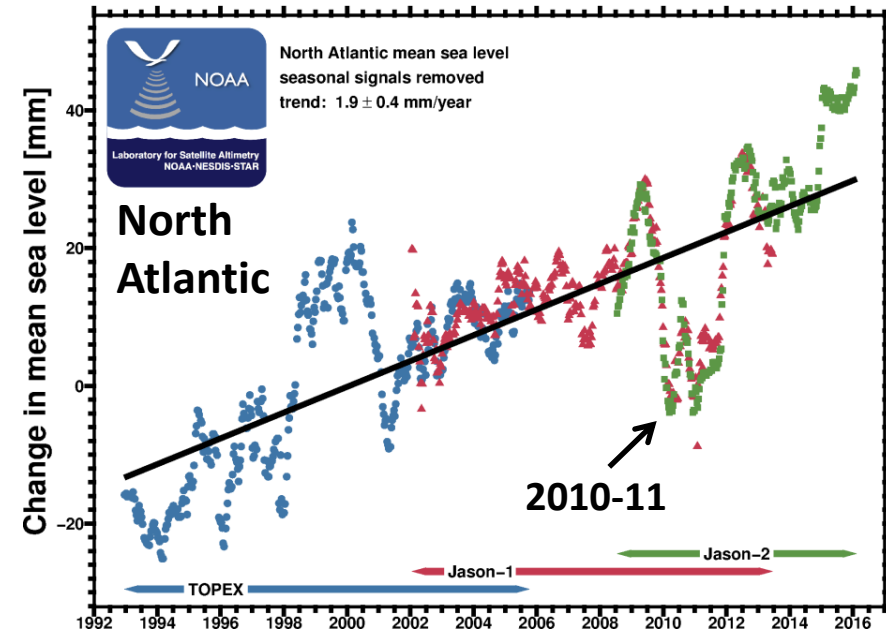 North Atlantic mean sea level
seasonal signals removed
trend: 1.9 ± 0.4 mm/year
NOAA
Laboratory for Satellite Altimetry
NOAA•NESDIS•STAR
North
Atlantic
Change in mean sea level [mm]
40
20
0
−20
2010-11
Jason−2
Jason−1
TOPEX
1992 1994 1996 1998 2000 2002 2004 2006 2008 2010 2012 2014 2016